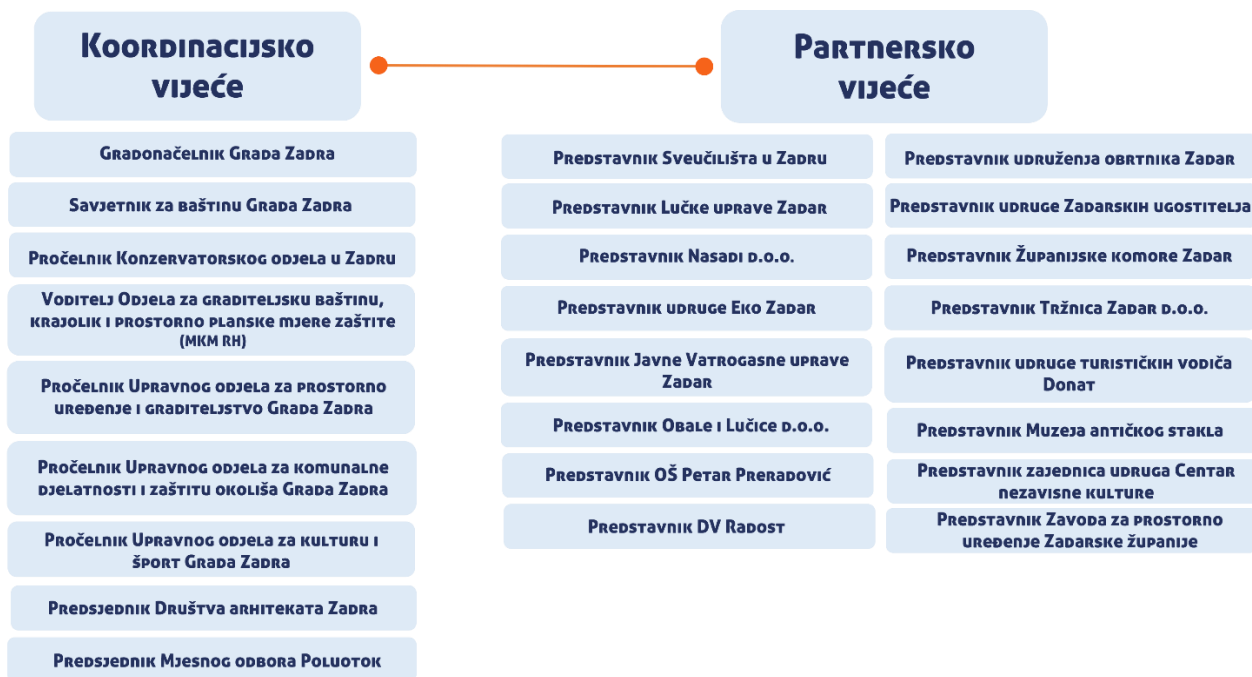 Koordinacijsko
vijeće
Gradonačelnik Grada Zadra
Savjetnik za baštinu Grada Zadra
Pročelnik Konzervatorskog odjela u Zadru
Voditelj Odjela za graditeljsku baštinu,
krajolik i prostorno planske mjere zaštite
(MKM RH)
Pročelnik Upravnog odjela za prostorno
uređenje i graditeljstvo Grada Zadra
Pročelnik Upravnog odjela za komunalne
djelatnosti i zaštitu okoliša Grada Zadra
Pročelnik Upravnog odjela za kulturu i
šport Grada Zadra
Predsjednik Društva arhitekata Zadra
Predsjednik Mjesnog odbora Poluotok
Partnersko
vijeće
Predstavnik Sveučilišta u Zadru
Predstavnik Lučke uprave Zadar
Predstavnik Nasadi d.o.o.
Predstavnik udruge Eko Zadar
Predstavnik Javne Vatrogasne uprave
Zadar
Predstavnik Obale i Lučice d.o.o.
Predstavnik OŠ Petar Preradović
Predstavnik DV Radost
Predstavnik udruženja obrtnika Zadar
Predstavnik udruge Zadarskih ugostitelja
Predstavnik Županijske komore Zadar
Predstavnik Tržnica Zadar d.o.o.
Predstavnik udruge turističkih vodiča
Donat
Predstavnik Muzeja antičkog stakla
Predstavnik zajednica udruga Centar
nezavisne kulture
Predstavnik Zavoda za prostorno
uređenje Zadarske županije